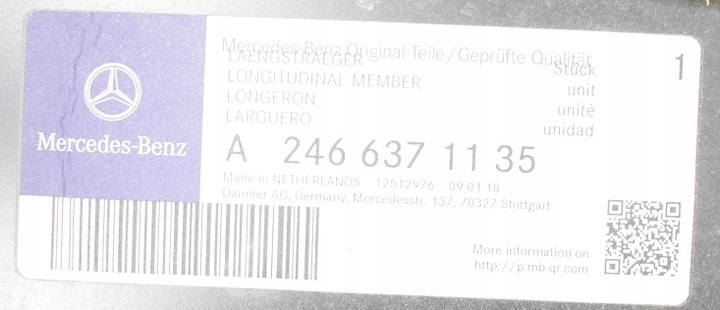 Mercedes-Benz
Mercedes-Benz Original-Teile/Geprüfte Qualität
LAENGSTRAEGER
LONGITUDINAL MEMBER
LONGERON
LARGUERO
Stück
unit
unité
unidad
1
A 246 637 11 35
Made in NETHERLANDS 12512976 09.01.18
Daimler AG, Germany, Mercedesstr. 137, 70327 Stuttgart
More information on
http://p.mb-qr.com